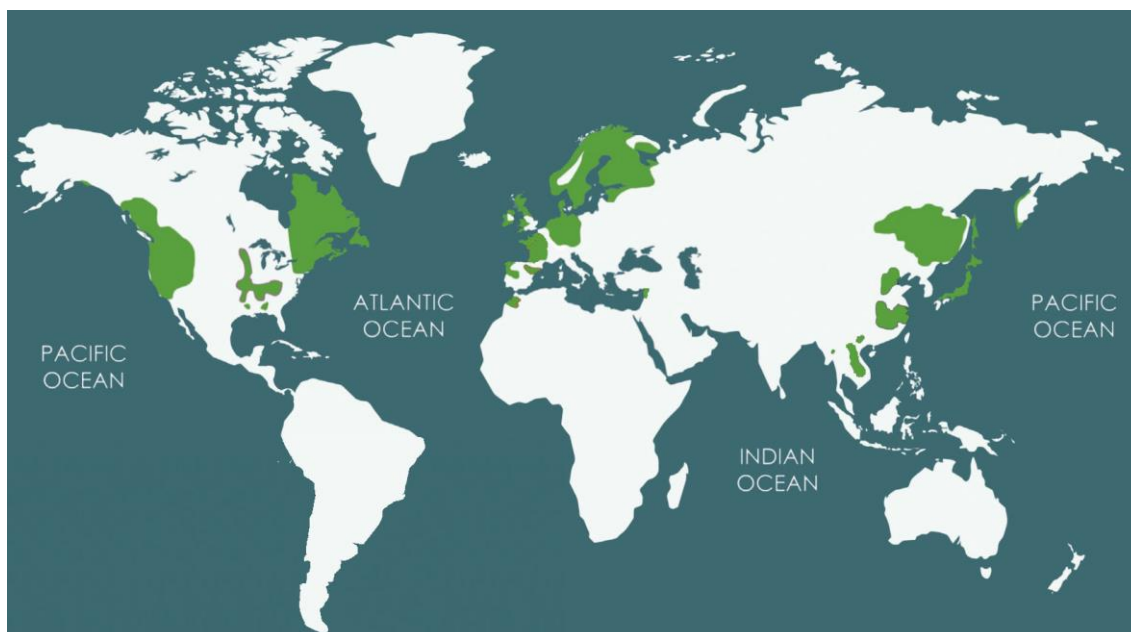 ATLANTIC
OCEAN
PACIFIC
OCEAN
PACIFIC
OCEAN
INDIAN
OCEAN